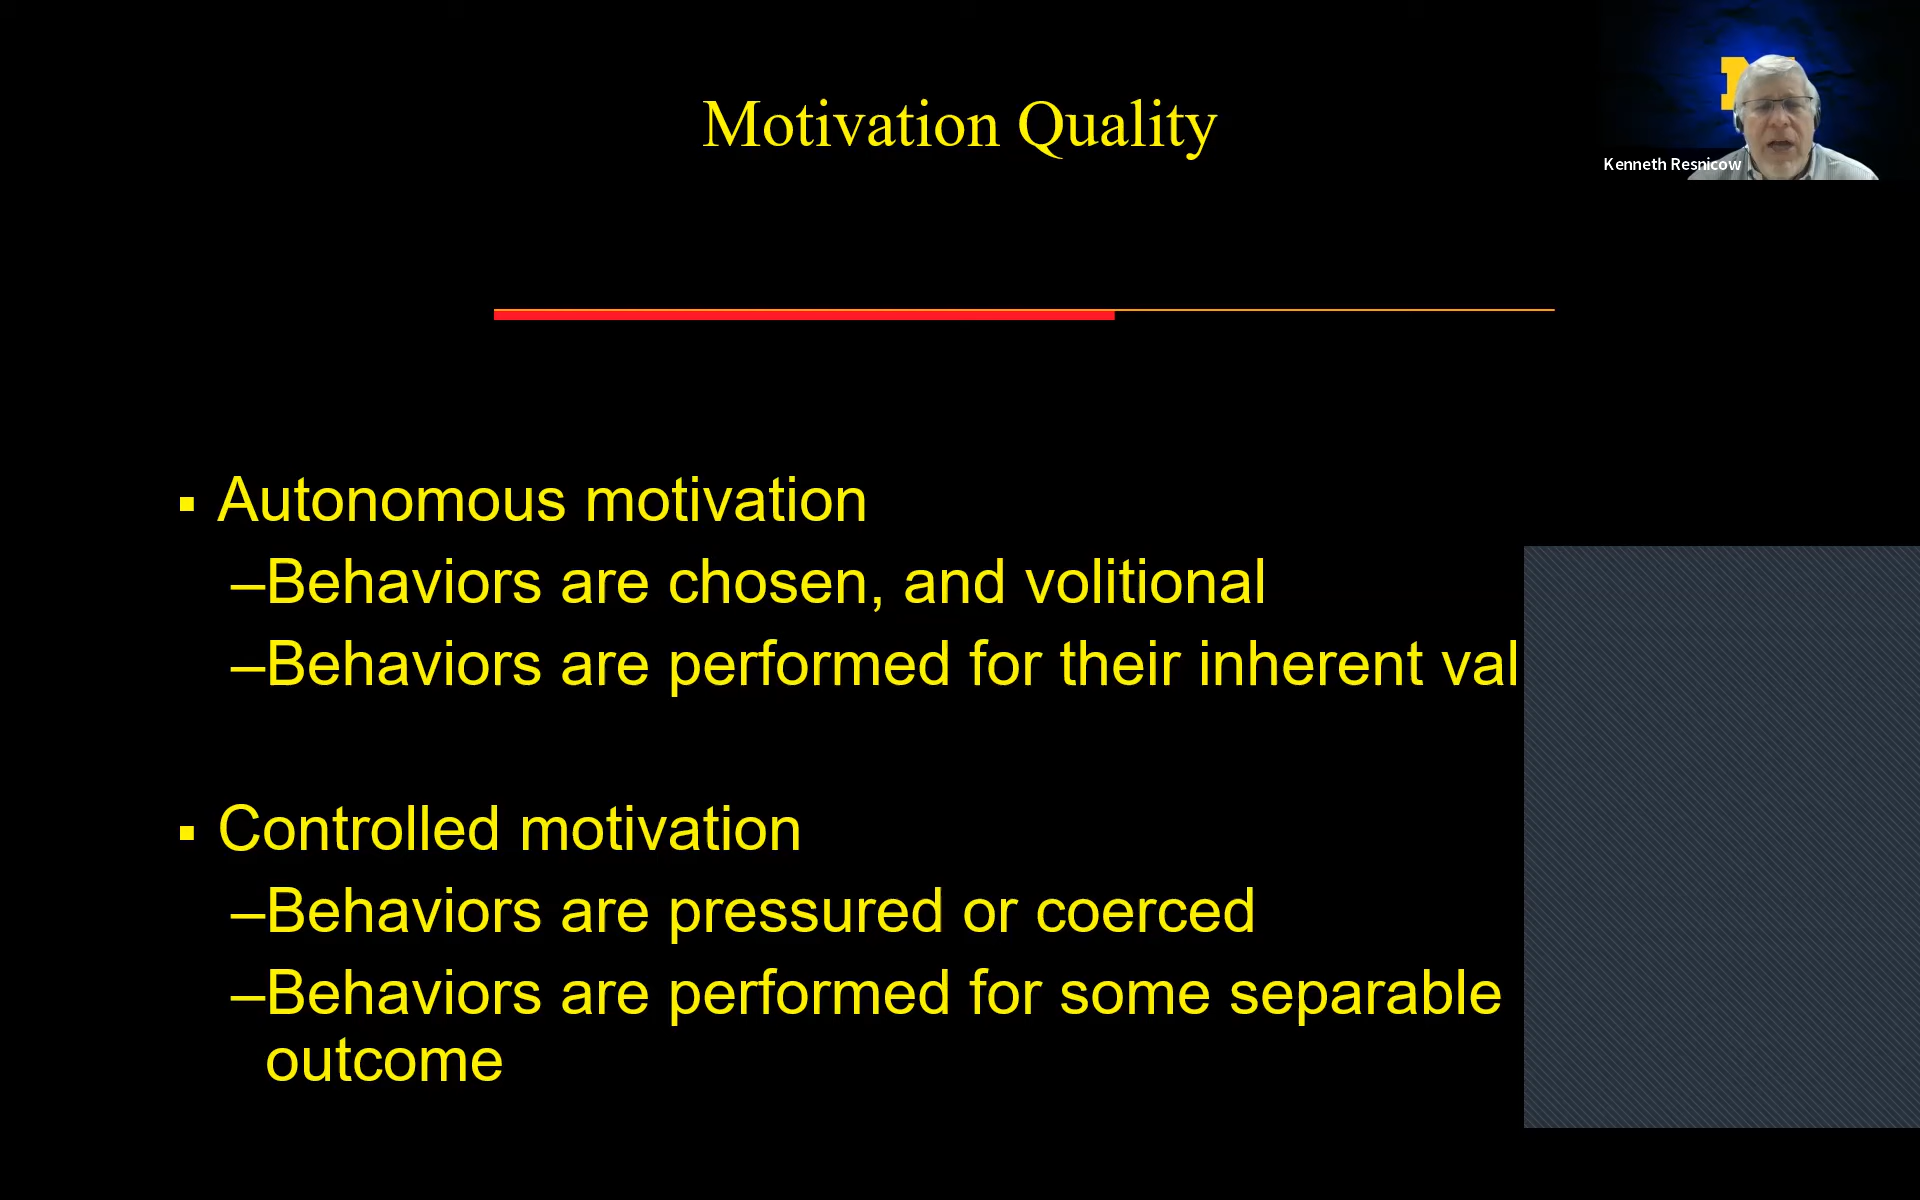 Motivation Quality
Kenneth Resnicow
▪ Autonomous motivation
–Behaviors are chosen, and volitional
–Behaviors are performed for their inherent val
▪ Controlled motivation
–Behaviors are pressured or coerced
–Behaviors are performed for some separable
outcome